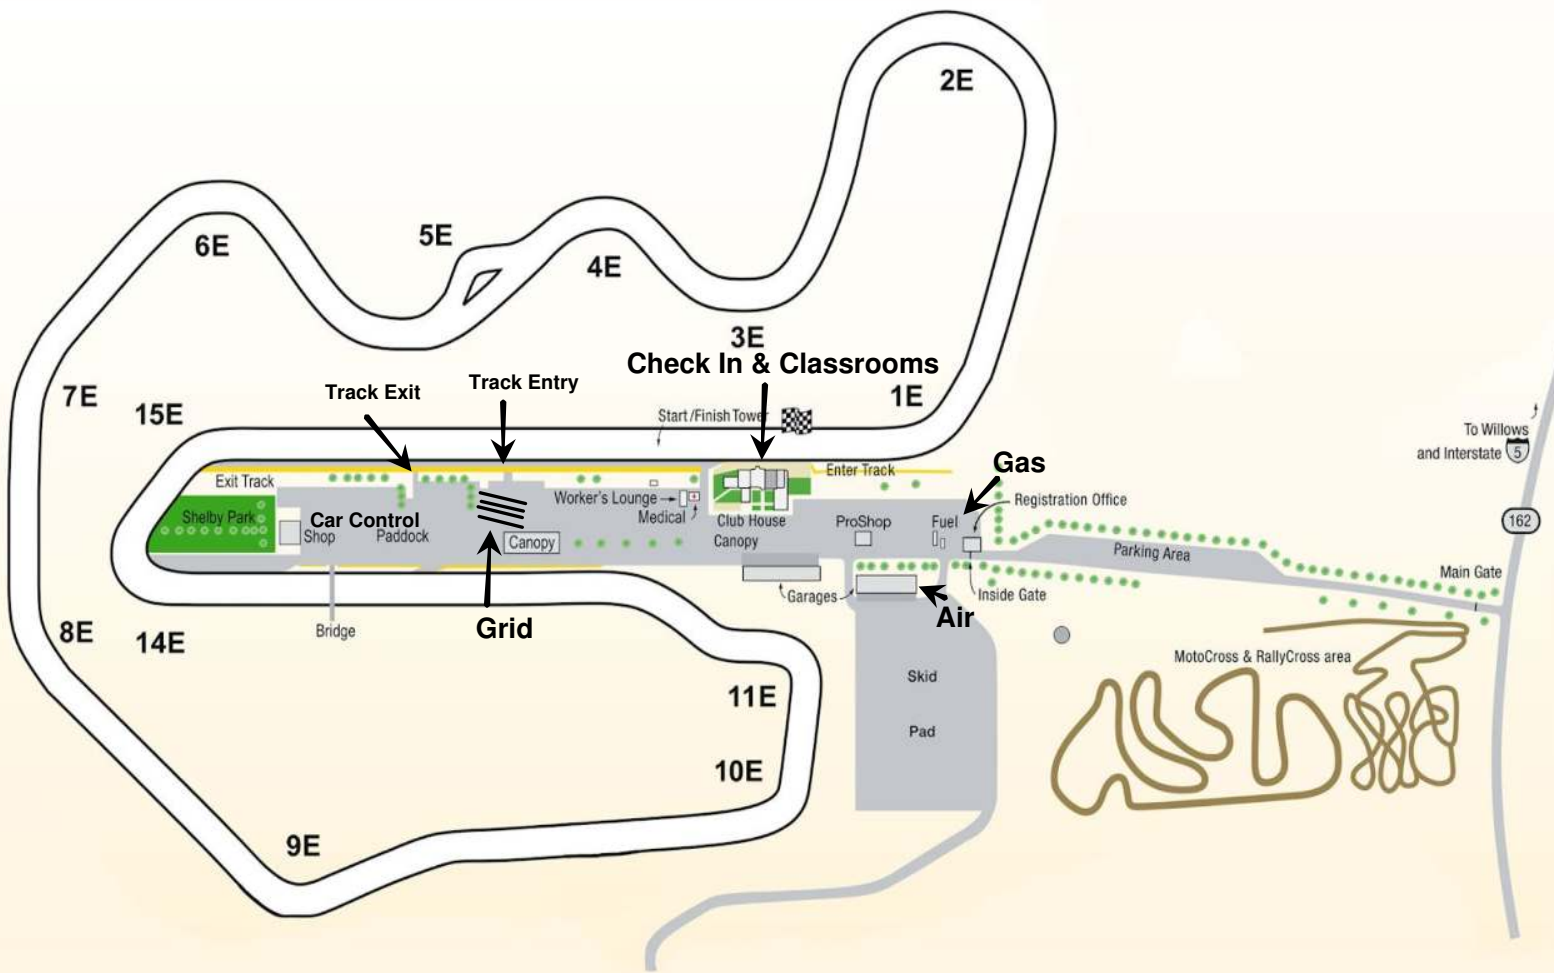 2E
6E
5E
4E
3E
Check In & Classrooms
7E
15E
Track Exit
Track Entry
1E
Start/Finish Tower
To Willows
and Interstate 5
Enter Track
Gas
Exit Track
Worker's Lounge
Medical
Registration Office
Shelby Park
Car Control
Shop
Paddock
Canopy
Club House
Canopy
ProShop
Fuel
162
Parking Area
Main Gate
Garages
Inside Gate
Air
Grid
Bridge
8E
14E
MotoCross & RallyCross area
Skid
Pad
11E
10E
9E